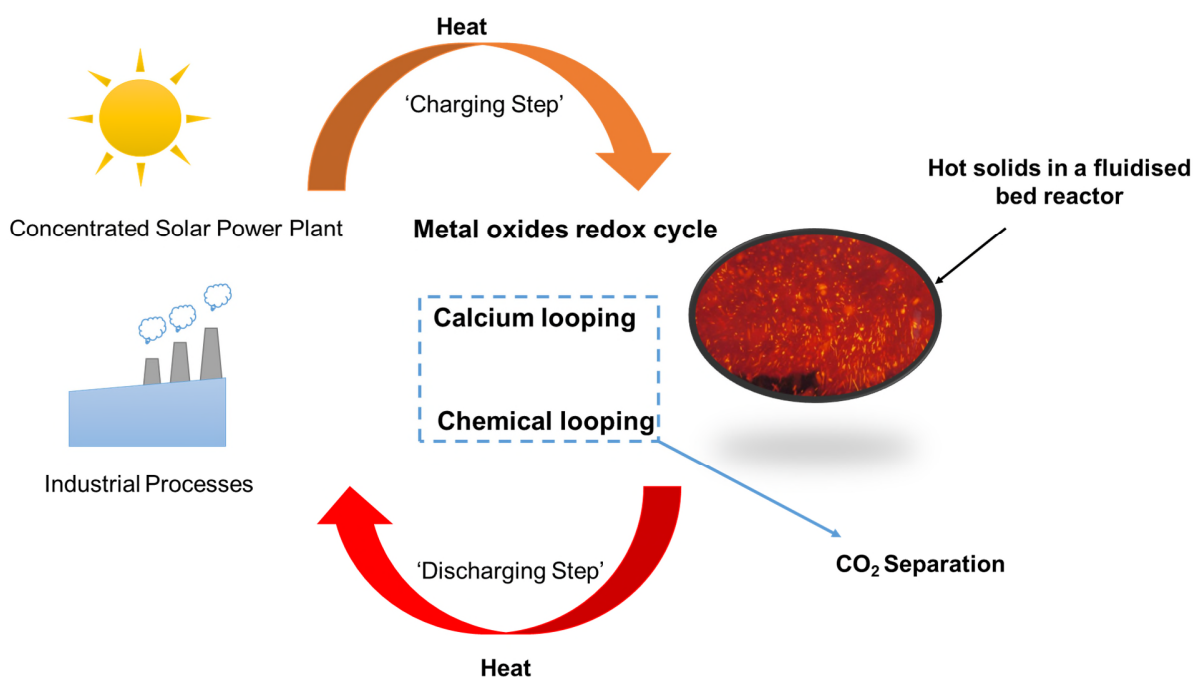 Heat
‘Charging Step’
Hot solids in a fluidised
bed reactor
Concentrated Solar Power Plant
Metal oxides redox cycle
Calcium looping
Chemical looping
Industrial Processes
‘Discharging Step’
CO₂ Separation
Heat